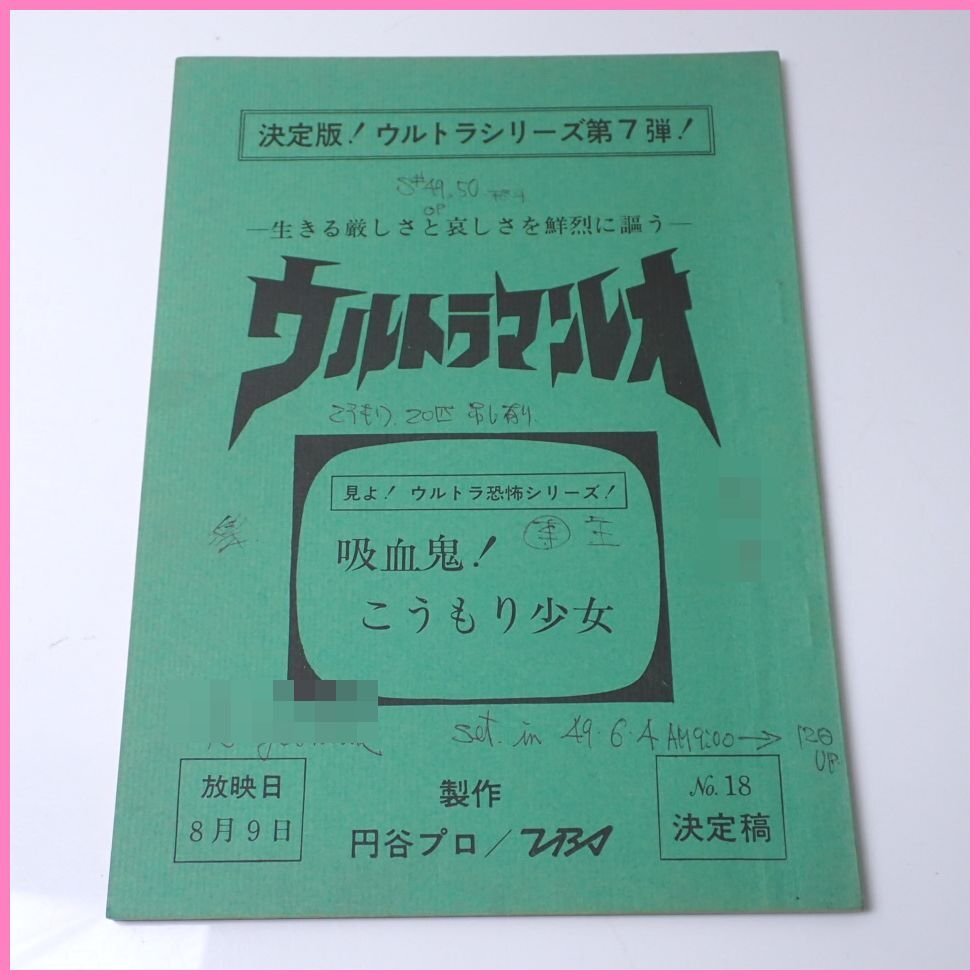 決定版！ウルトラシリーズ第7弾！
S#49.50
OP
―生きる厳しさと哀しさを鮮烈に謳う―
ウルトラマンレオ
こうもり、20匹 吊し有り.
見よ！ウルトラ恐怖シリーズ！
吸血鬼！
こうもり少女
set. in 49・6・4 AM9:00→
UP
放映日
8月9日
製作
円谷プロ／TBS
No.18
決定稿